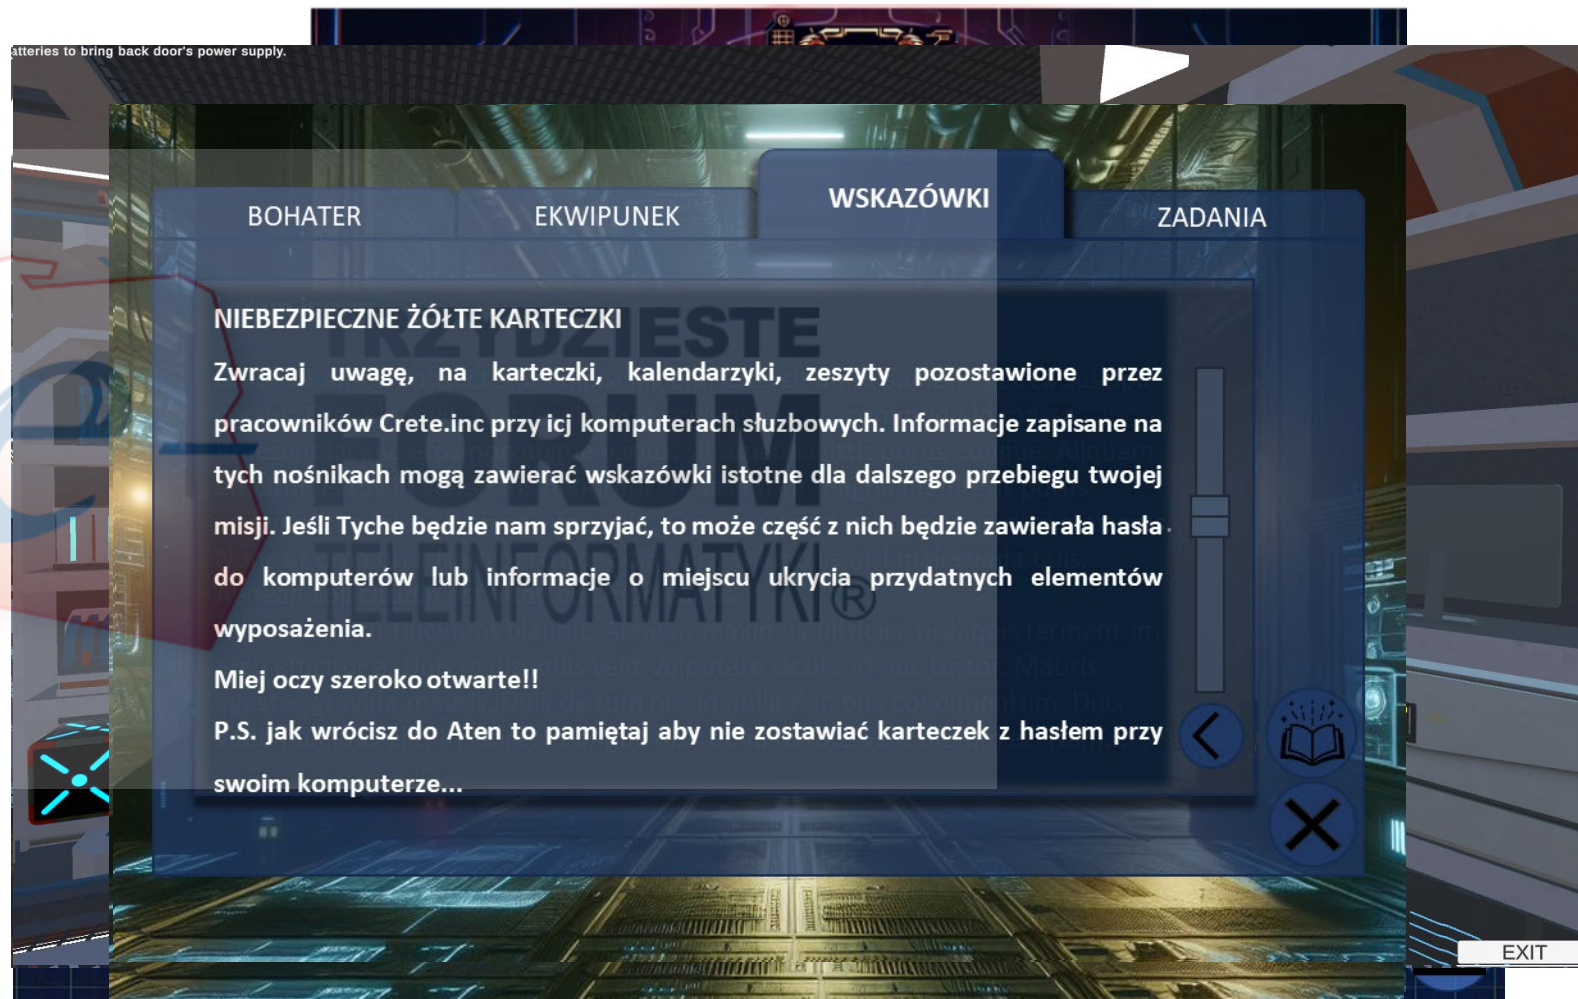 atteries to bring back door's power supply.
WSKAZÓWKI
BOHATER
EKWIPUNEK
ZADANIA
NIEBEZPIECZNE ŻÓŁTE KARTECZKI
Zwracaj uwagę, na karteczki, kalendarzyki, zeszyty pozostawione przez
pracowników Crete.inc przy icj komputerach słuzbowych. Informacje zapisane na
tych nośnikach mogą zawierać wskazówki istotne dla dalszego przebiegu twojej
misji. Jeśli Tyche będzie nam sprzyjać, to może część z nich będzie zawierała hasła
do komputerów lub informacje o miejscu ukrycia przydatnych elementów
wyposażenia.
Miej oczy szeroko otwarte!!
P.S. jak wrócisz do Aten to pamiętaj aby nie zostawiać karteczek z hasłem przy
swoim komputerze...
TRZYDZIESTE
FORUM
TELEINFORMATYKI®
EXIT